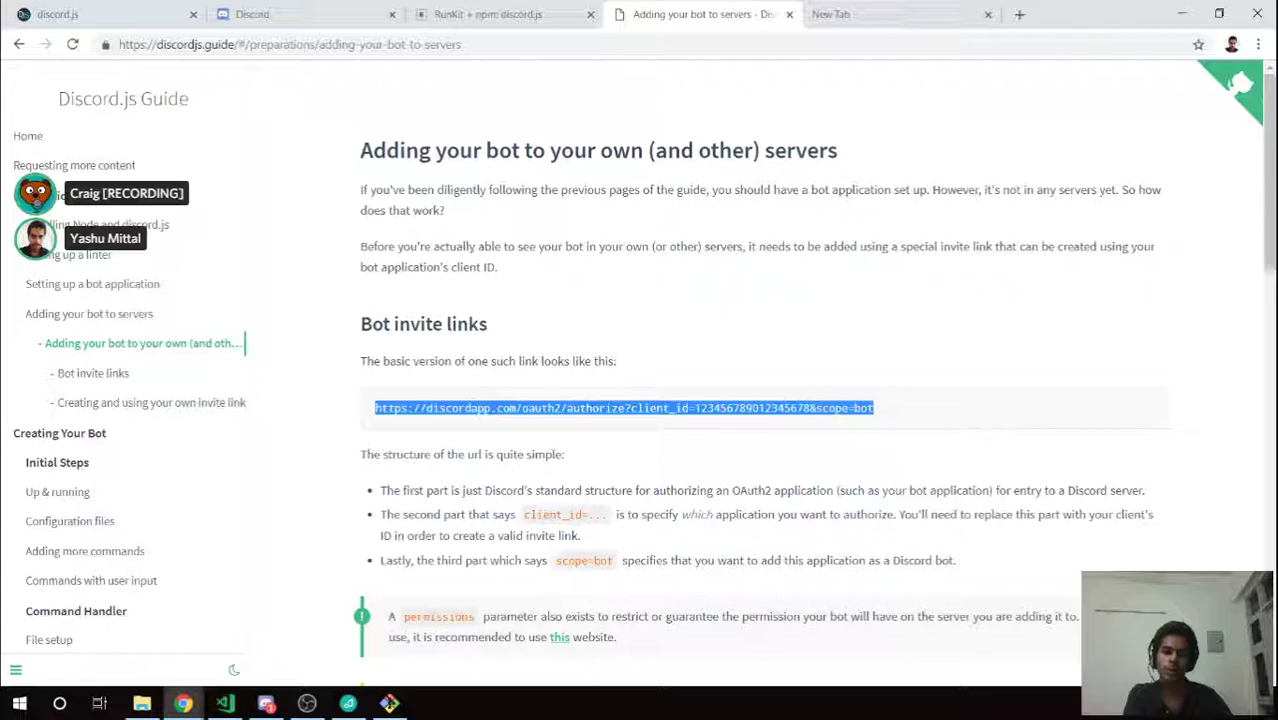 discord.js
Discord
RunKit + npm: discord.js
Adding your bot to servers - Dis
New Tab
https://discordjs.guide/#/preparations/adding-your-bot-to-servers
Discord.js Guide
Home
Requesting more content
Craig [RECORDING]
lling Node and discord.js
Yashu Mittal
up a linter
Setting up a bot application
Adding your bot to servers
- Adding your bot to your own (and oth...
- Bot invite links
- Creating and using your own invite link
Creating Your Bot
Initial Steps
Up & running
Configuration files
Adding more commands
Commands with user input
Command Handler
File setup
Adding your bot to your own (and other) servers
If you've been diligently following the previous pages of the guide, you should have a bot application set up. However, it's not in any servers yet. So how
does that work?
Before you're actually able to see your bot in your own (or other) servers, it needs to be added using a special invite link that can be created using your
bot application's client ID.
Bot invite links
The basic version of one such link looks like this:
https://discordapp.com/oauth2/authorize?client_id=123456789012345678&scope=bot
The structure of the url is quite simple:
• The first part is just Discord's standard structure for authorizing an OAuth2 application (such as your bot application) for entry to a Discord server.
• The second part that says client_id=... is to specify which application you want to authorize. You'll need to replace this part with your client's
ID in order to create a valid invite link.
• Lastly, the third part which says scope=bot specifies that you want to add this application as a Discord bot.
! A permissions parameter also exists to restrict or guarantee the permission your bot will have on the server you are adding it to.
use, it is recommended to use this website.